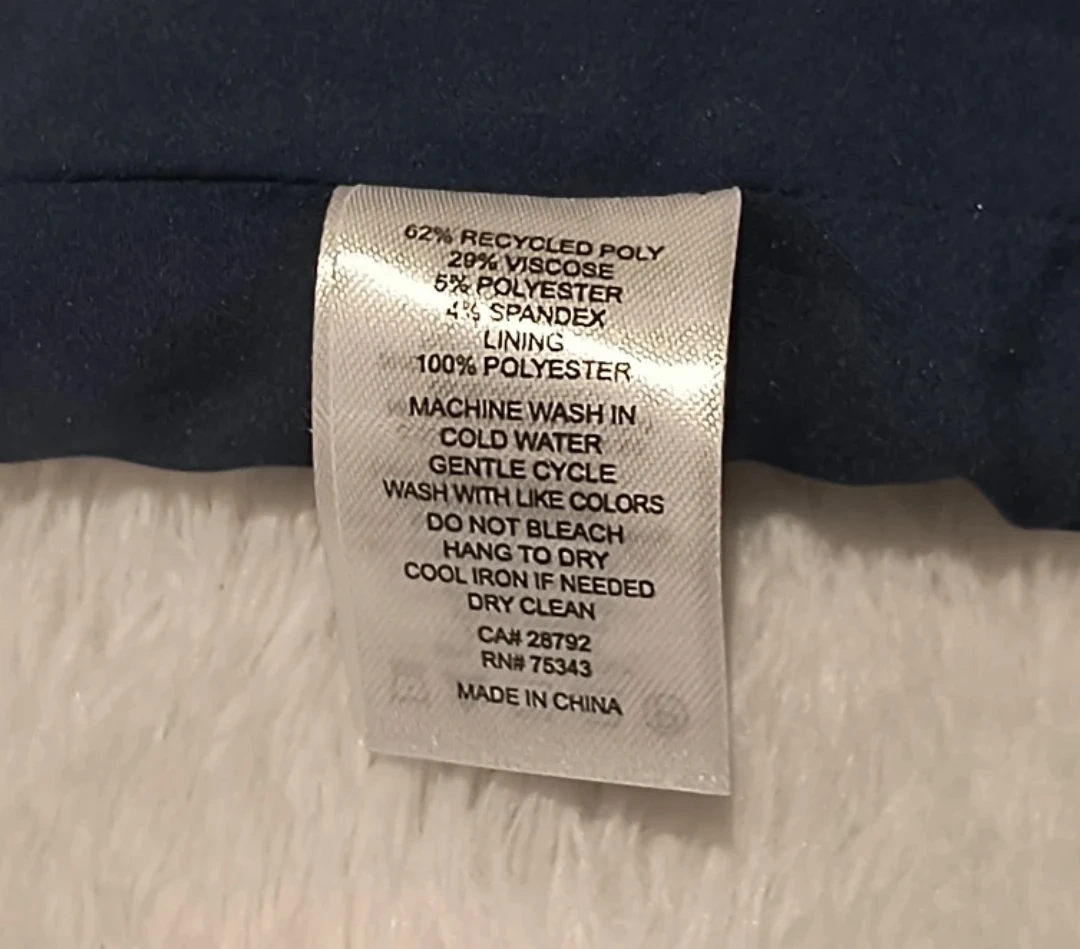 62% RECYCLED POLY
29% VISCOSE
5% POLYESTER
4% SPANDEX
LINING
100% POLYESTER
MACHINE WASH IN
COLD WATER
GENTLE CYCLE
WASH WITH LIKE COLORS
DO NOT BLEACH
HANG TO DRY
COOL IRON IF NEEDED
DRY CLEAN
CA# 28792
RN# 75343
MADE IN CHINA